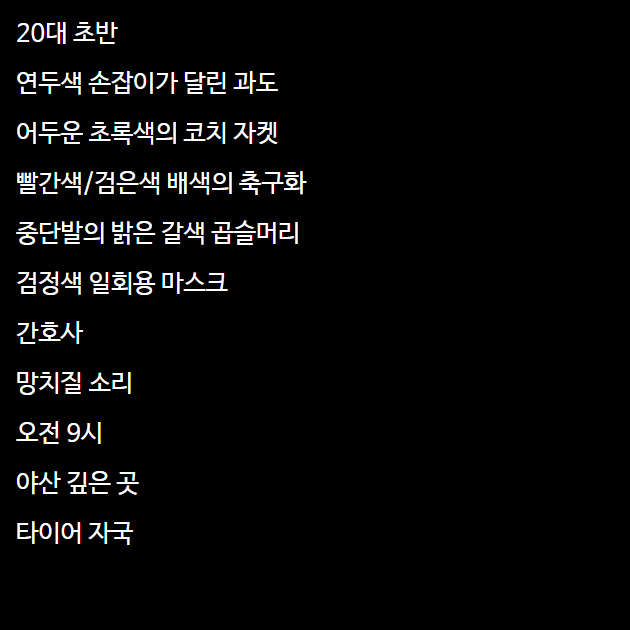 20대 초반
연두색 손잡이가 달린 과도
어두운 초록색의 코치 자켓
빨간색/검은색 배색의 축구화
중단발의 밝은 갈색 곱슬머리
검정색 일회용 마스크
간호사
망치질 소리
오전 9시
야산 깊은 곳
타이어 자국